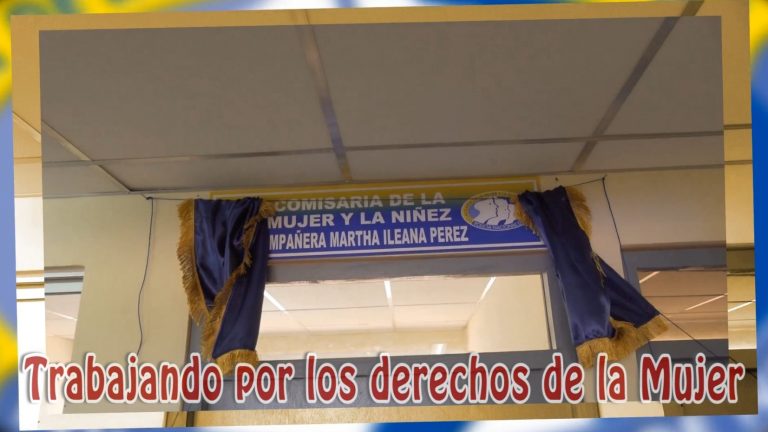 COMISARIA DE LA
MUJER Y LA NIÑEZ
MPAÑERA MARTHA ILEANA PEREZ
Trabajando por los derechos de la Mujer